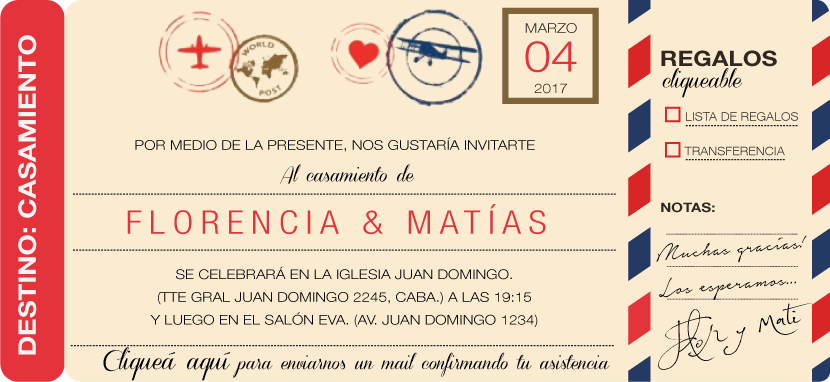 DESTINO: CASAMIENTO
WORLD
POST
MARZO
04
2017
POR MEDIO DE LA PRESENTE, NOS GUSTARÍA INVITARTE
Al casamiento de
FLORENCIA & MATÍAS
SE CELEBRARÁ EN LA IGLESIA JUAN DOMINGO.
(TTE GRAL JUAN DOMINGO 2245, CABA.) A LAS 19:15
Y LUEGO EN EL SALÓN EVA. (AV. JUAN DOMINGO 1234)
Cliqueá aquí para enviarnos un mail confirmando tu asistencia
REGALOS
cliqueable
LISTA DE REGALOS
TRANSFERENCIA
NOTAS:
Muchas gracias!
Los esperamos...
Flor y Mati